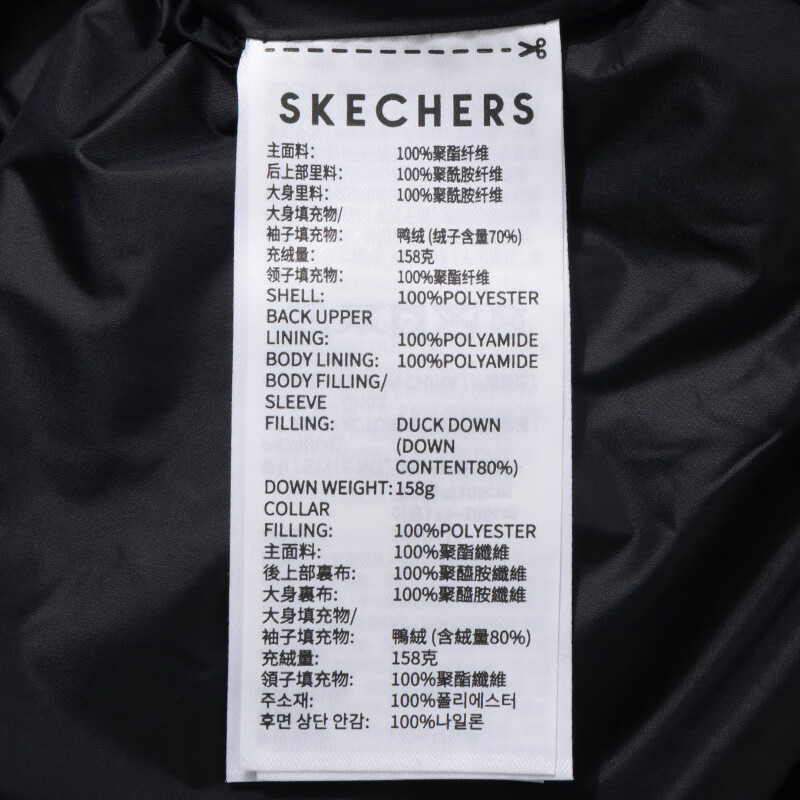 SKECHERS
主面料: 100%聚酯纤维
后上部里料: 100%聚酰胺纤维
大身里料: 100%聚酰胺纤维
大身填充物/
袖子填充物: 鸭绒 (绒子含量70%)
充绒量: 158克
领子填充物: 100%聚酯纤维
SHELL: 100%POLYESTER
BACK UPPER
LINING: 100%POLYAMIDE
BODY LINING: 100%POLYAMIDE
BODY FILLING/
SLEEVE
FILLING: DUCK DOWN
(DOWN
CONTENT80%)
DOWN WEIGHT: 158g
COLLAR
FILLING: 100%POLYESTER
主面料: 100%聚酯纖維
後上部裏布: 100%聚醯胺纖維
大身裏布: 100%聚醯胺纖維
大身填充物/
袖子填充物: 鴨絨 (含絨量80%)
充絨量: 158克
領子填充物: 100%聚酯纖維
주소재: 100%폴리에스터
후면 상단 안감: 100%나일론